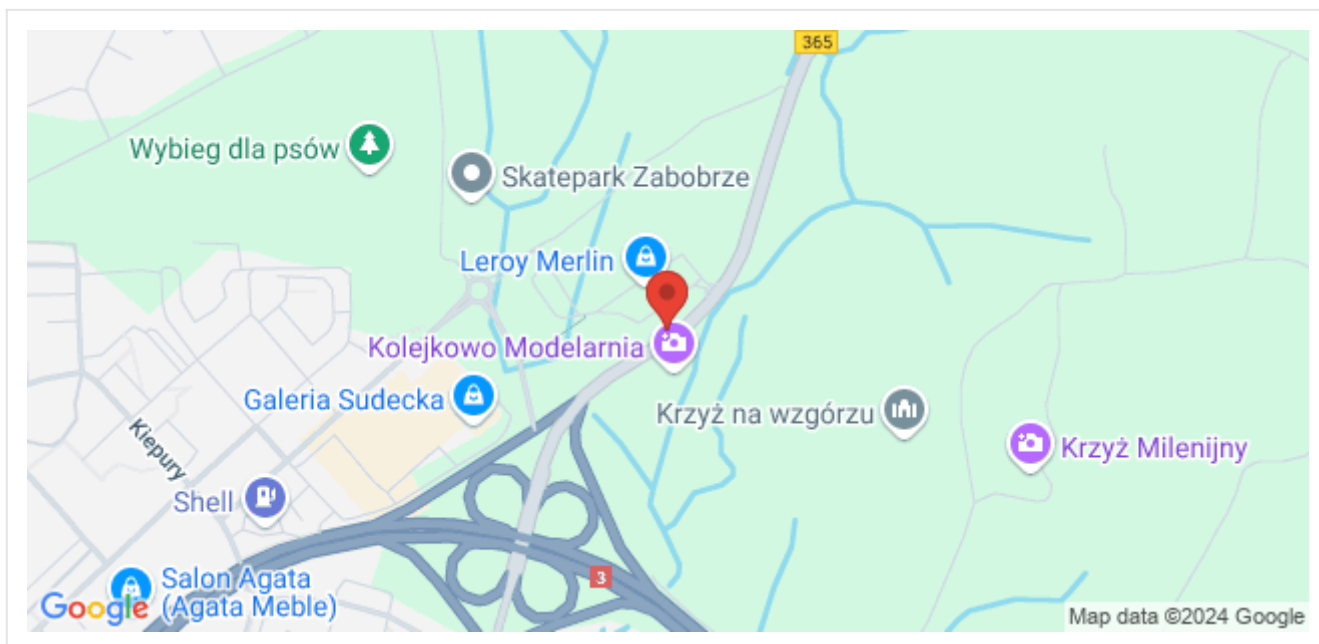 365
Wybieg dla psów
Skatepark Zabobrze
Leroy Merlin
Kolejkowo Modelarnia
Galeria Sudecka
Krzyż na wzgórzu
Krzyż Milenijny
Kiepury
Shell
3
Salon Agata
(Agata Meble)
Google
Map data ©2024 Google